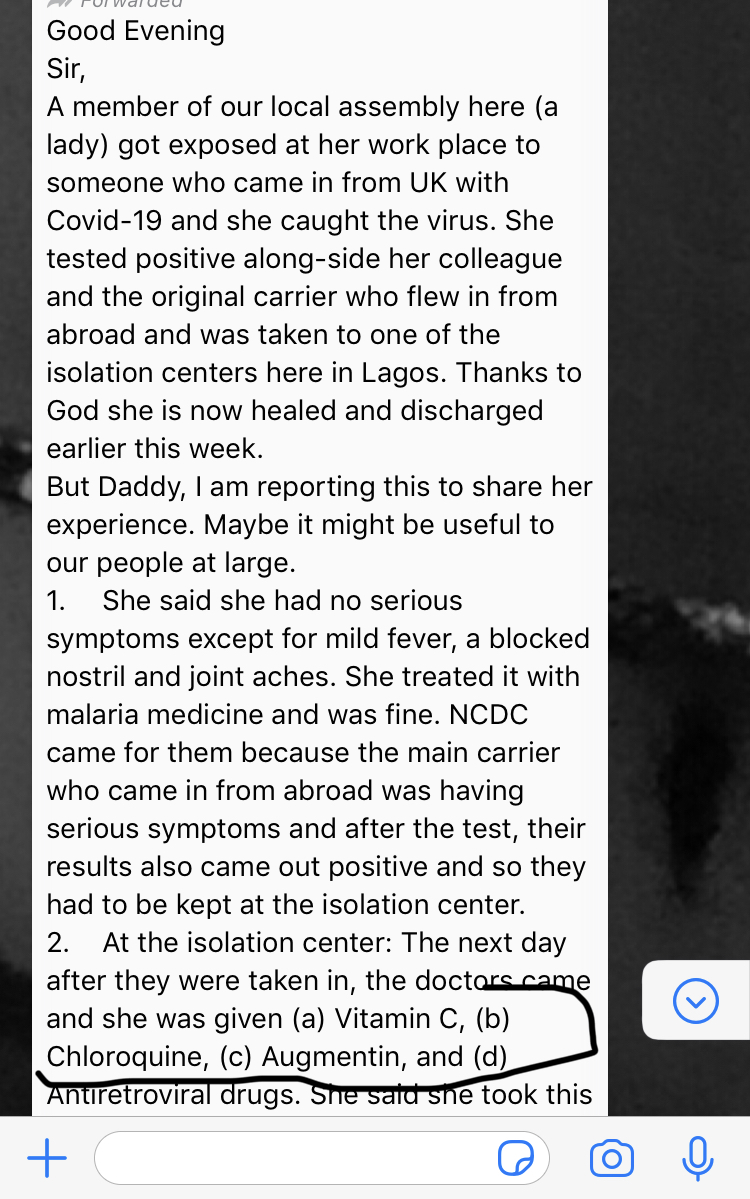 Forwarded
Good Evening
Sir,
A member of our local assembly here (a
lady) got exposed at her work place to
someone who came in from UK with
Covid-19 and she caught the virus. She
tested positive along-side her colleague
and the original carrier who flew in from
abroad and was taken to one of the
isolation centers here in Lagos. Thanks to
God she is now healed and discharged
earlier this week.
But Daddy, I am reporting this to share her
experience. Maybe it might be useful to
our people at large.
1. She said she had no serious
symptoms except for mild fever, a blocked
nostril and joint aches. She treated it with
malaria medicine and was fine. NCDC
came for them because the main carrier
who came in from abroad was having
serious symptoms and after the test, their
results also came out positive and so they
had to be kept at the isolation center.
2. At the isolation center: The next day
after they were taken in, the doctors came
and she was given (a) Vitamin C, (b)
Chloroquine, (c) Augmentin, and (d)
Antiretroviral drugs. She said she took this